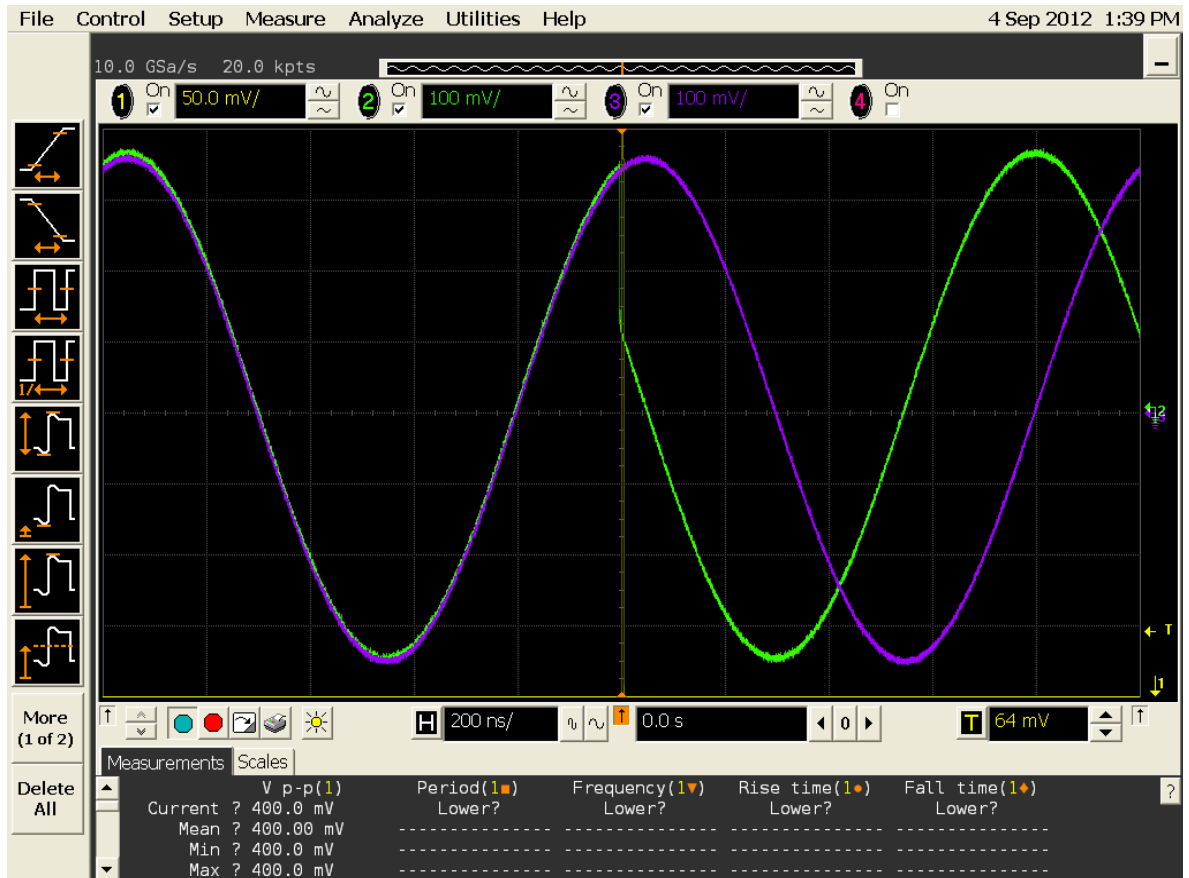 File Control Setup Measure Analyze Utilities Help 4 Sep 2012 1:39 PM
10.0 GSa/s 20.0 kpts
1 On 50.0 mV/ 2 On 100 mV/ 3 On 100 mV/ 4 On
1/
2
T
1
More
(1 of 2)
Delete
All
H 200 ns/ 0.0 s 0 T 64 mV
Measurements Scales
V p-p(1) Period(1■) Frequency(1▼) Rise time(1●) Fall time(1♦)
Current ? 400.0 mV Lower? Lower? Lower? Lower?
Mean ? 400.00 mV --------------- --------------- --------------- ---------------
Min ? 400.0 mV --------------- --------------- --------------- ---------------
Max ? 400.0 mV --------------- --------------- --------------- ---------------
?